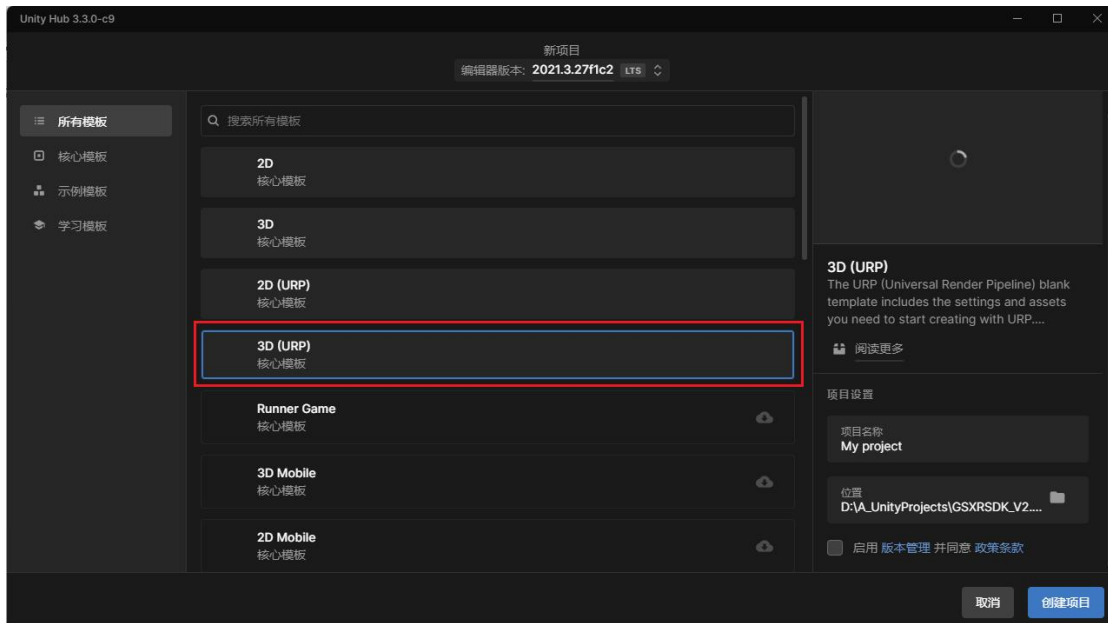 Unity Hub 3.3.0-c9
新项目
编辑器版本: 2021.3.27f1c2 LTS
所有模板
核心模板
示例模板
学习模板
搜索所有模板
2D
核心模板
3D
核心模板
2D (URP)
核心模板
3D (URP)
核心模板
Runner Game
核心模板
3D Mobile
核心模板
2D Mobile
核心模板
3D (URP)
The URP (Universal Render Pipeline) blank
template includes the settings and assets
you need to start creating with URP....
阅读更多
项目设置
项目名称
My project
位置
D:\A_UnityProjects\GSXRSDK_V2....
启用 版本管理 并同意 政策条款
取消
创建项目